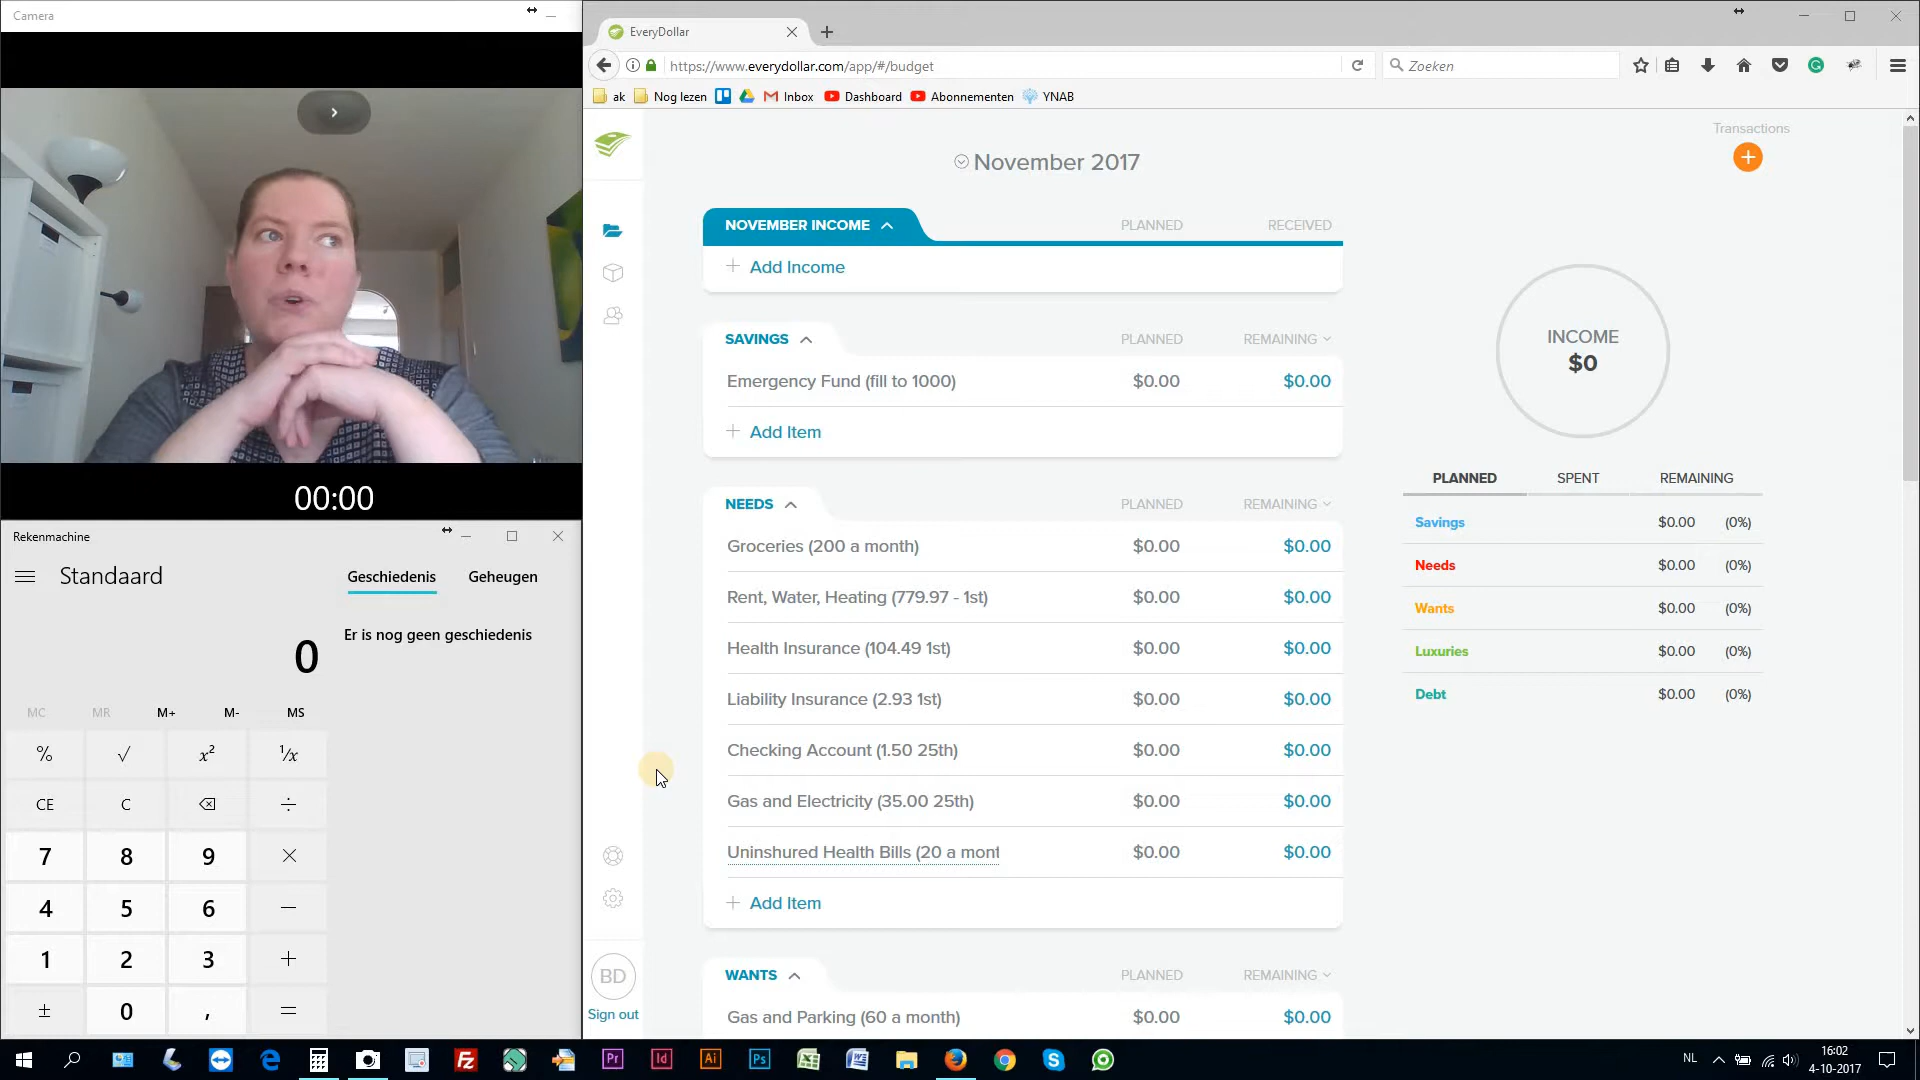 Camera
00:00
Rekenmachine
Standaard
Geschiedenis
Geheugen
Er is nog geen geschiedenis
0
MC MR M+ M- MS
% √ x² ¹/x
CE C ÷
7 8 9 ×
4 5 6 −
1 2 3 +
± 0 , =
EveryDollar
https://www.everydollar.com/app/#/budget
Zoeken
ak
Nog lezen
Inbox
Dashboard
Abonnementen
YNAB
November 2017
Transactions
NOVEMBER INCOME PLANNED RECEIVED
Add Income
SAVINGS PLANNED REMAINING
Emergency Fund (fill to 1000) $0.00 $0.00
Add Item
NEEDS PLANNED REMAINING
Groceries (200 a month) $0.00 $0.00
Rent, Water, Heating (779.97 - 1st) $0.00 $0.00
Health Insurance (104.49 1st) $0.00 $0.00
Liability Insurance (2.93 1st) $0.00 $0.00
Checking Account (1.50 25th) $0.00 $0.00
Gas and Electricity (35.00 25th) $0.00 $0.00
Uninshured Health Bills (20 a mont $0.00 $0.00
Add Item
WANTS PLANNED REMAINING
Gas and Parking (60 a month) $0.00 $0.00
INCOME
$0
PLANNED SPENT REMAINING
Savings $0.00 (0%)
Needs $0.00 (0%)
Wants $0.00 (0%)
Luxuries $0.00 (0%)
Debt $0.00 (0%)
BD
Sign out
Pr Id Ai Ps
NL
16:02
4-10-2017